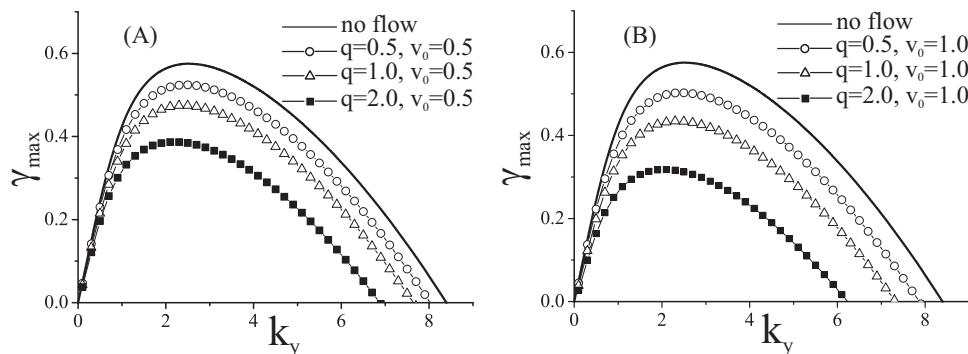 (A)
no flow
q=0.5, v₀=0.5
q=1.0, v₀=0.5
q=2.0, v₀=0.5
0.6
0.4
0.2
0.0
γmax
0 2 4 6 8
ky
(B)
no flow
q=0.5, v₀=1.0
q=1.0, v₀=1.0
q=2.0, v₀=1.0
0.6
0.4
0.2
0.0
γmax
0 2 4 6 8
ky